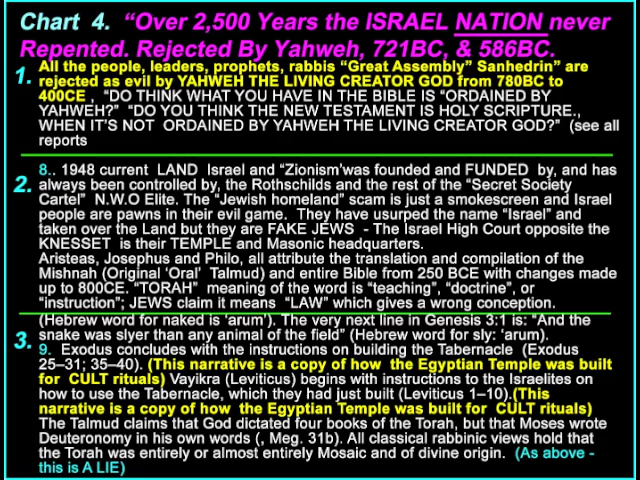 Chart 4. “Over 2,500 Years the ISRAEL NATION never
Repented. Rejected By Yahweh, 721BC, & 586BC.
1. All the people, leaders, prophets, rabbis “Great Assembly” Sanhedrin” are
rejected as evil by YAHWEH THE LIVING CREATOR GOD from 780BC to
400CE , “DO THINK WHAT YOU HAVE IN THE BIBLE IS “ORDAINED BY
YAHWEH?” “DO YOU THINK THE NEW TESTAMENT IS HOLY SCRIPTURE.,
WHEN IT'S NOT ORDAINED BY YAHWEH THE LIVING CREATOR GOD?” (see all
reports
8.. 1948 current LAND Israel and “Zionism’was founded and FUNDED by, and has
2. always been controlled by, the Rothschilds and the rest of the “Secret Society
Cartel” N.W.O Elite. The “Jewish homeland” scam is just a smokescreen and Israel
people are pawns in their evil game. They have usurped the name “Israel” and
taken over the Land but they are FAKE JEWS - The Israel High Court opposite the
KNESSET is their TEMPLE and Masonic headquarters.
Aristeas, Josephus and Philo, all attribute the translation and compilation of the
Mishnah (Original ‘Oral’ Talmud) and entire Bible from 250 BCE with changes made
up to 800CE. “TORAH” meaning of the word is “teaching”, “doctrine”, or
“instruction”; JEWS claim it means “LAW” which gives a wrong conception.
(Hebrew word for naked is ‘arum’). The very next line in Genesis 3:1 is: “And the
3. snake was slyer than any animal of the field” (Hebrew word for sly: ‘arum).
9. Exodus concludes with the instructions on building the Tabernacle (Exodus
25–31; 35–40). (This narrative is a copy of how the Egyptian Temple was built
for CULT rituals) Vayikra (Leviticus) begins with instructions to the Israelites on
how to use the Tabernacle, which they had just built (Leviticus 1–10).(This
narrative is a copy of how the Egyptian Temple was built for CULT rituals)
The Talmud claims that God dictated four books of the Torah, but that Moses wrote
Deuteronomy in his own words (, Meg. 31b). All classical rabbinic views hold that
the Torah was entirely or almost entirely Mosaic and of divine origin. (As above -
this is A LIE)